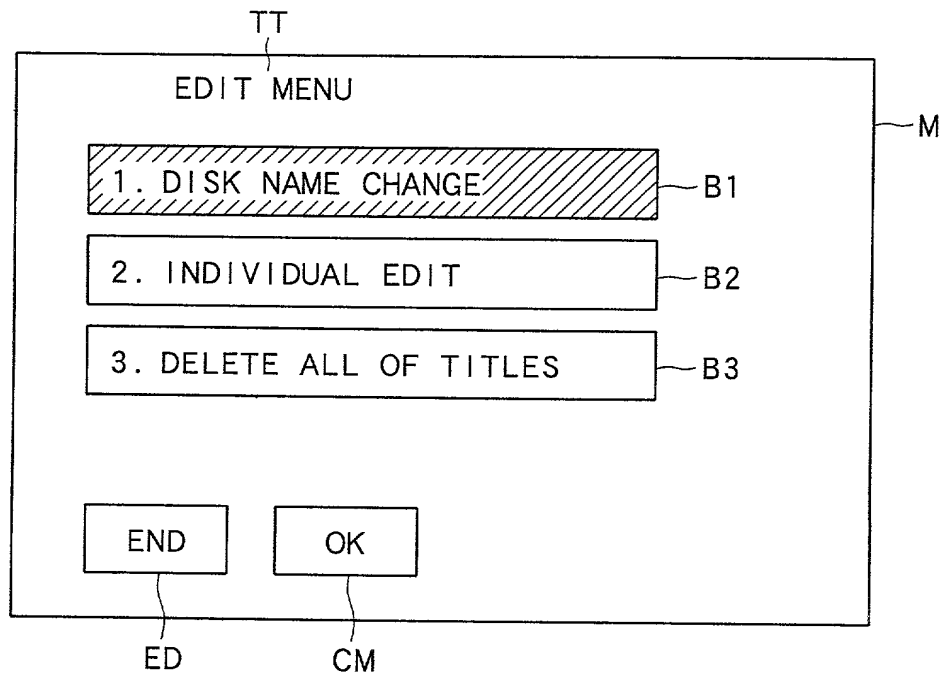 TT
EDIT MENU
M
1. DISK NAME CHANGE
B1
2. INDIVIDUAL EDIT
B2
3. DELETE ALL OF TITLES
B3
END
OK
ED
CM